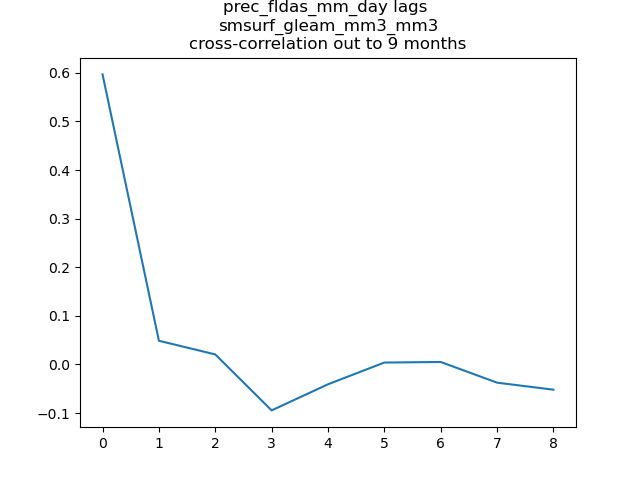 prec_fldas_mm_day lags
smsurf_gleam_mm3_mm3
cross-correlation out to 9 months
0.6
0.5
0.4
0.3
0.2
0.1
0.0
−0.1
0 1 2 3 4 5 6 7 8